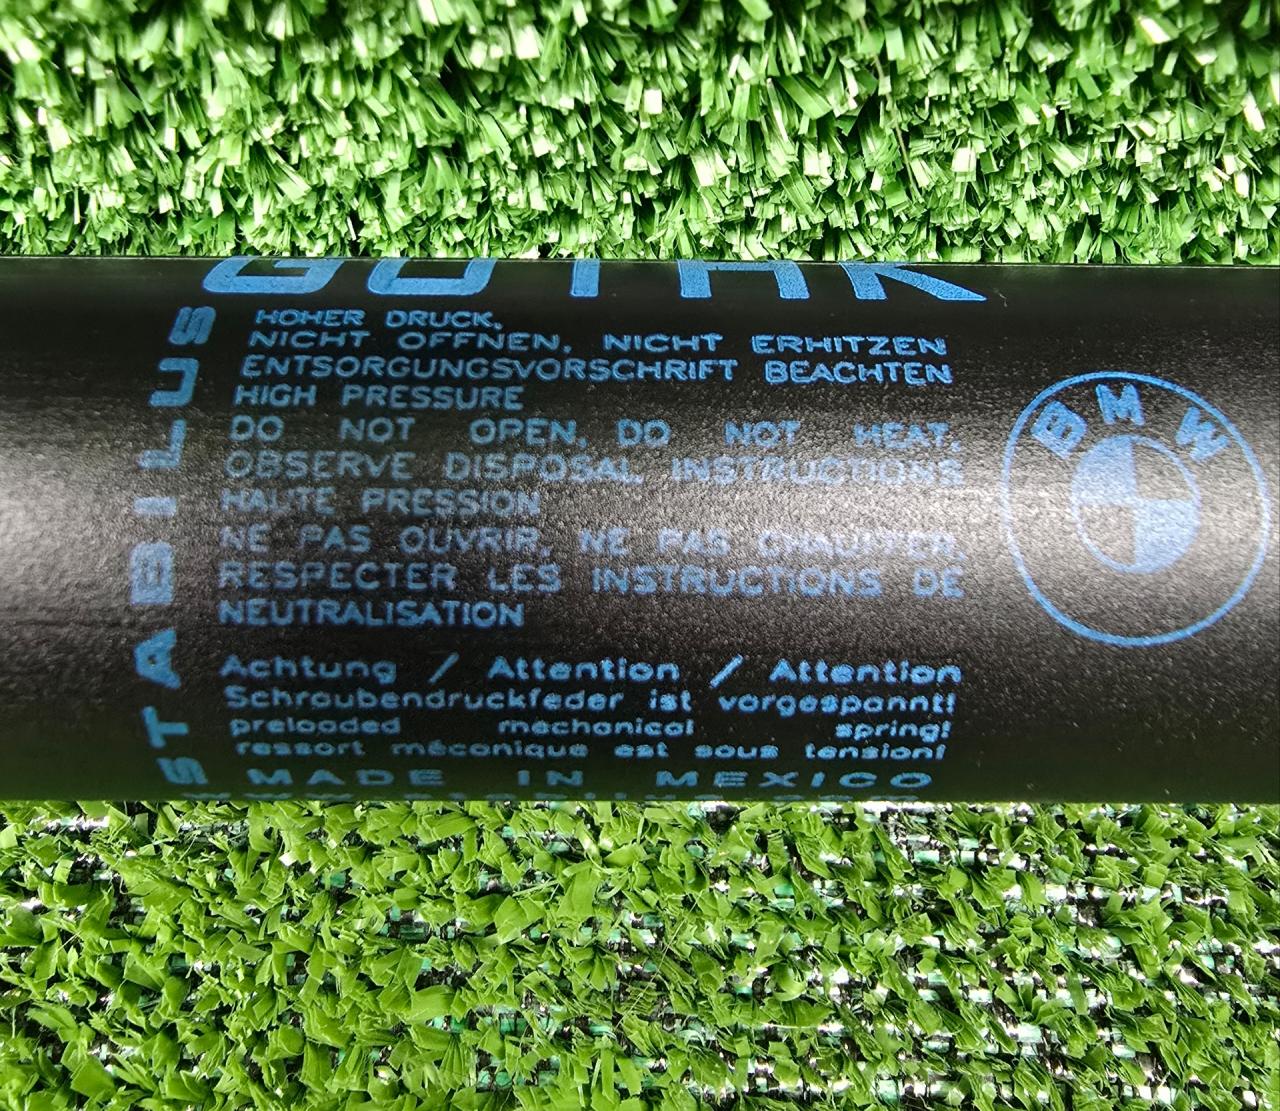 STABILUS
HOHER DRUCK,
NICHT OFFNEN, NICHT ERHITZEN
ENTSORGUNGSVORSCHRIFT BEACHTEN
HIGH PRESSURE
DO NOT OPEN, DO NOT HEAT,
OBSERVE DISPOSAL INSTRUCTIONS
HAUTE PRESSION
NE PAS OUVRIR, NE PAS CHAUFFER,
RESPECTER LES INSTRUCTIONS DE
NEUTRALISATION
Achtung / Attention / Attention
Schraubendruckfeder ist vorgespannt!
preloaded mechanical spring!
ressort mécanique est sous tension!
MADE IN MEXICO
BMW